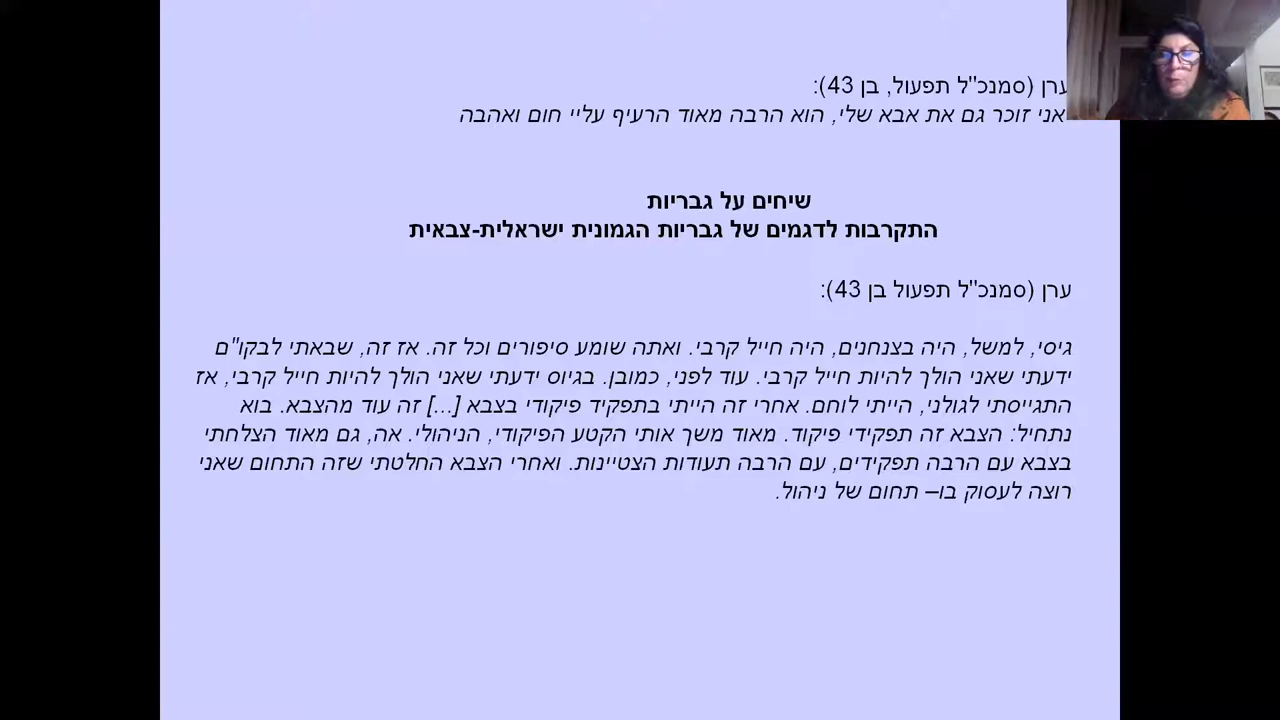 ערן (סמנכ"ל תפעול, בן 43):
אני זוכר גם את אבא שלי, הוא הרבה מאוד הרעיף עליי חום ואהבה
שיחים על גבריות
התקרבות לדגמים של גבריות הגמונית ישראלית-צבאית
ערן (סמנכ"ל תפעול בן 43):
גיסי, למשל, היה בצנחנים, היה חייל קרבי. ואתה שומע סיפורים וכל זה. אז זה, שבאתי לבקו"ם
ידעתי שאני הולך להיות חייל קרבי. עוד לפני, כמובן. בגיוס ידעתי שאני הולך להיות חייל קרבי, אז
התגייסתי לגולני, הייתי לוחם. אחרי זה הייתי בתפקיד פיקודי בצבא [...] זה עוד מהצבא. בוא
נתחיל: הצבא זה תפקידי פיקוד. מאוד משך אותי הקטע הפיקודי, הניהולי. אה, גם מאוד הצלחתי
בצבא עם הרבה תפקידים, עם הרבה תעודות הצטיינות. ואחרי הצבא החלטתי שזה התחום שאני
רוצה לעסוק בו– תחום של ניהול.